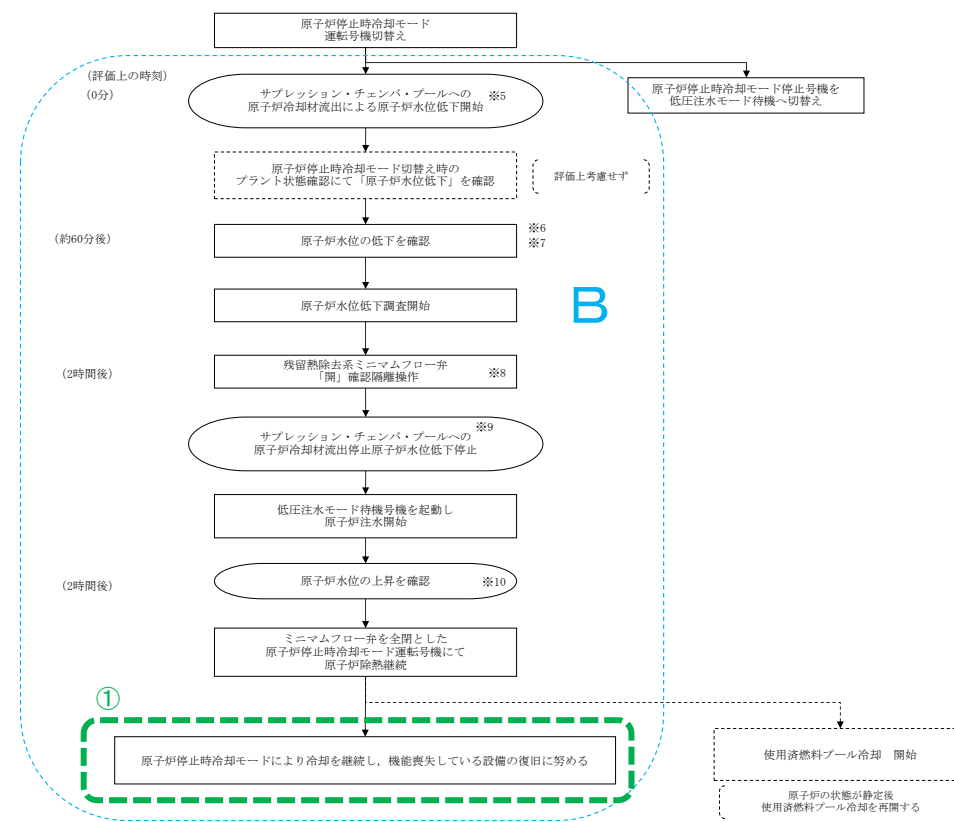 原子炉停止時冷却モード
運転号機切替え
(評価上の時刻)
(0分)
サプレッション・チェンバ・プールへの
原子炉冷却材流出による原子炉水位低下開始
※5
原子炉停止時冷却モード停止号機を
低圧注水モード待機へ切替え
原子炉停止時冷却モード切替え時の
プラント状態確認にて「原子炉水位低下」を確認
評価上考慮せず
(約60分後)
原子炉水位の低下を確認
※6
※7
原子炉水位低下調査開始
B
(2時間後)
残留熱除去系ミニマムフロー弁
「開」確認隔離操作
※8
サプレッション・チェンバ・プールへの
原子炉冷却材流出停止原子炉水位低下停止
※9
低圧注水モード待機号機を起動し
原子炉注水開始
(2時間後)
原子炉水位の上昇を確認
※10
ミニマムフロー弁を全閉とした
原子炉停止時冷却モード運転号機にて
原子炉除熱継続
①
原子炉停止時冷却モードにより冷却を継続し，機能喪失している設備の復旧に努める
使用済燃料プール冷却　開始
原子炉の状態が静定後
使用済燃料プール冷却を再開する